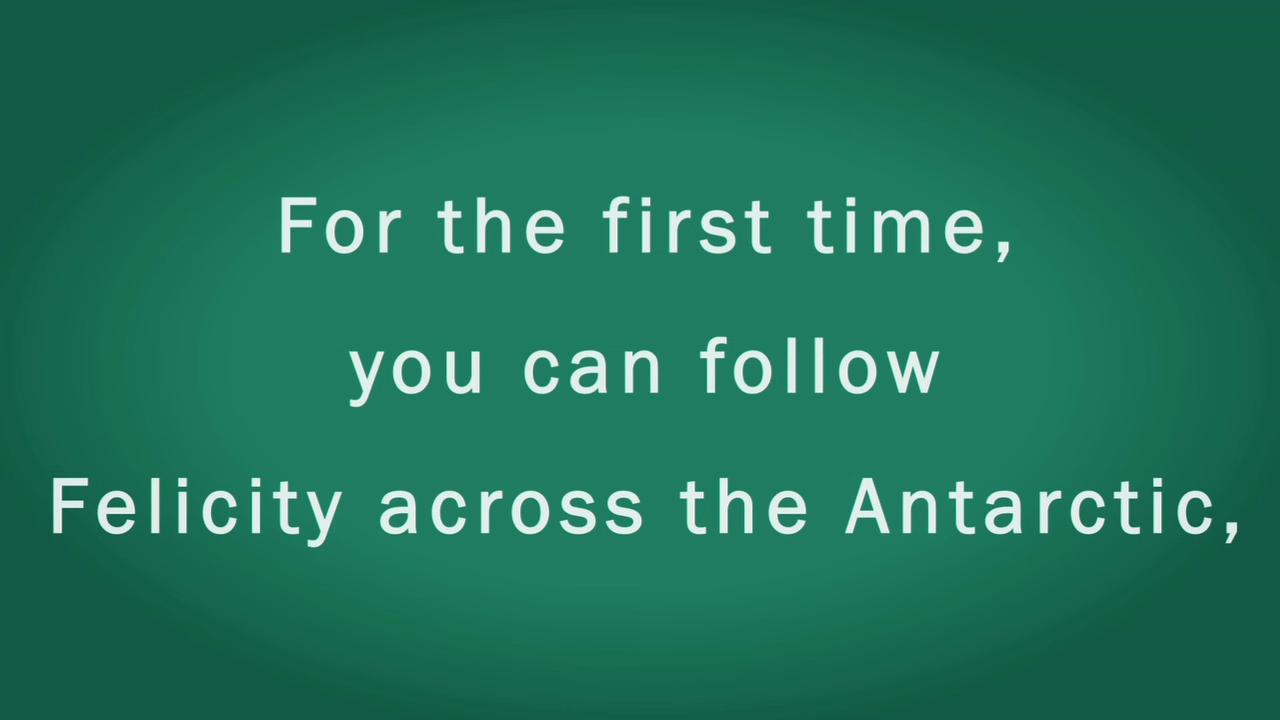 For the first time,
you can follow
Felicity across the Antarctic,